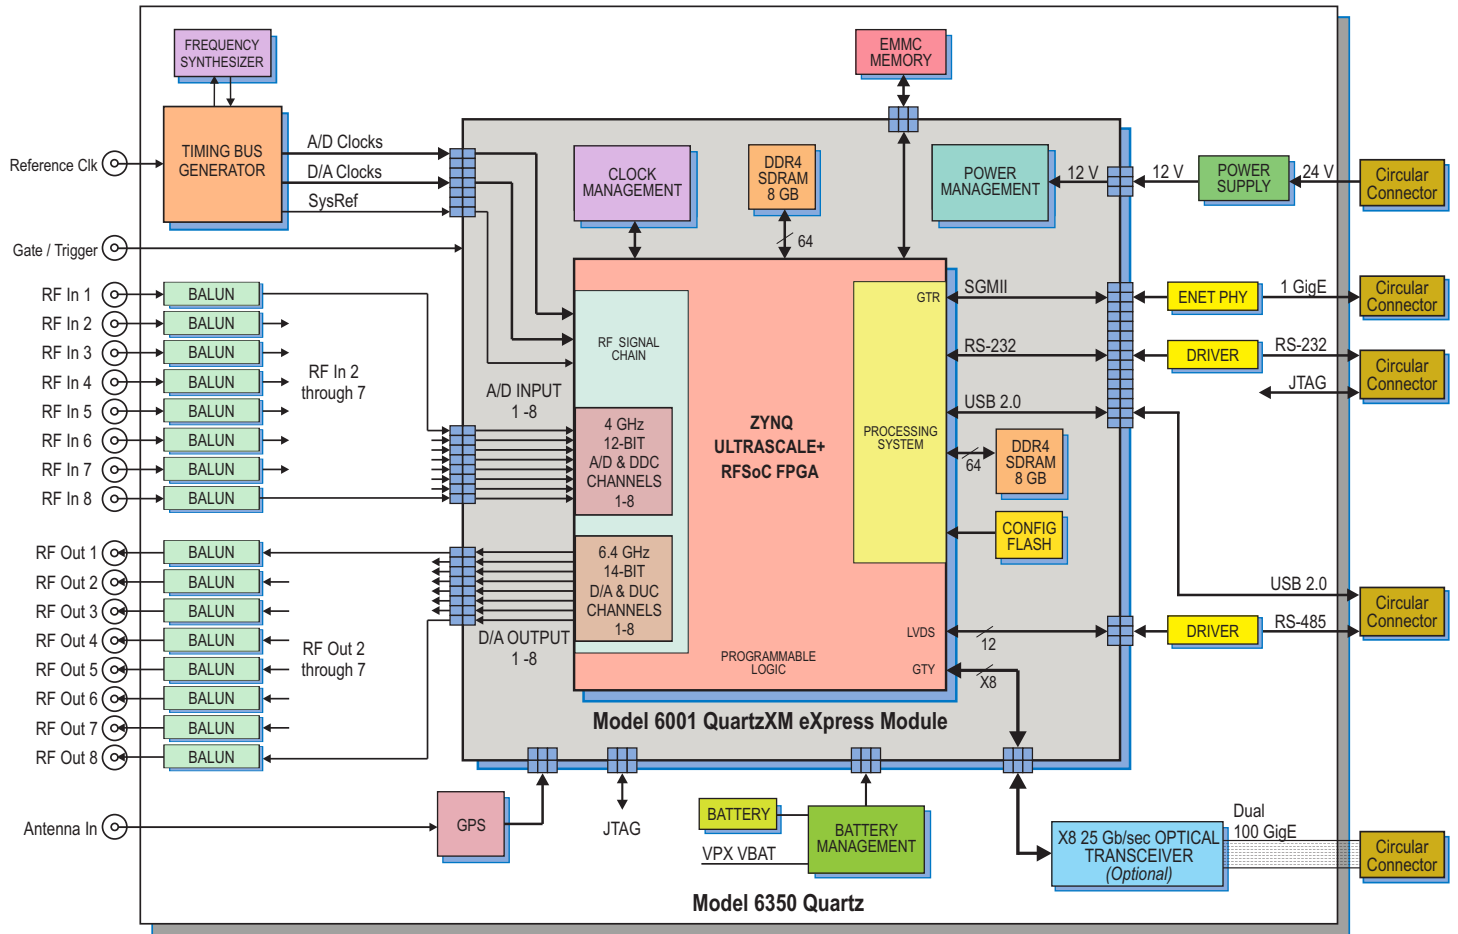 FREQUENCY
SYNTHESIZER
EMMC
MEMORY
Reference Clk
TIMING BUS
GENERATOR
A/D Clocks
D/A Clocks
SysRef
CLOCK
MANAGEMENT
DDR4
SDRAM
8 GB
64
POWER
MANAGEMENT
12 V
12 V
POWER
SUPPLY
24 V
Circular
Connector
Gate / Trigger
RF In 1
BALUN
RF In 2
BALUN
RF In 3
BALUN
RF In 4
BALUN
RF In 5
BALUN
RF In 6
BALUN
RF In 7
BALUN
RF In 8
BALUN
RF In 2
through 7
A/D INPUT
1 -8
RF SIGNAL
CHAIN
4 GHz
12-BIT
A/D & DDC
CHANNELS
1-8
6.4 GHz
14-BIT
D/A & DUC
CHANNELS
1-8
ZYNQ
ULTRASCALE+
RFSoC FPGA
PROGRAMMABLE
LOGIC
GTR
PROCESSING
SYSTEM
LVDS
GTY
SGMII
ENET PHY
1 GigE
Circular
Connector
RS-232
DRIVER
RS-232
JTAG
Circular
Connector
USB 2.0
64
DDR4
SDRAM
8 GB
CONFIG
FLASH
USB 2.0
12
DRIVER
RS-485
Circular
Connector
X8
RF Out 1
BALUN
RF Out 2
BALUN
RF Out 3
BALUN
RF Out 4
BALUN
RF Out 5
BALUN
RF Out 6
BALUN
RF Out 7
BALUN
RF Out 8
BALUN
RF Out 2
through 7
D/A OUTPUT
1 -8
Model 6001 QuartzXM eXpress Module
Antenna In
GPS
JTAG
BATTERY
VPX VBAT
BATTERY
MANAGEMENT
X8 25 Gb/sec OPTICAL
TRANSCEIVER
(Optional)
Dual
100 GigE
Circular
Connector
Model 6350 Quartz